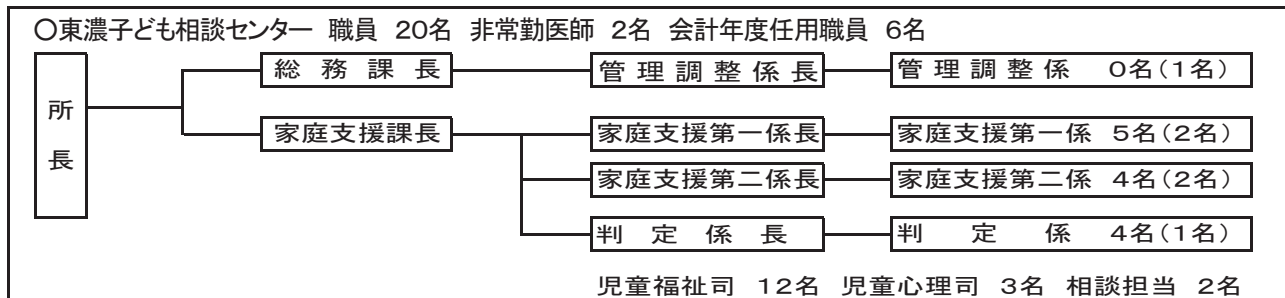 ○東濃子ども相談センター 職員 20名 非常勤医師 2名 会計年度任用職員 6名
所長
総務課長 管理調整係長 管理調整係 0名(1名)
家庭支援課長 家庭支援第一係長 家庭支援第一係 5名(2名)
家庭支援第二係長 家庭支援第二係 4名(2名)
判定係長 判定係 4名(1名)
児童福祉司 12名 児童心理司 3名 相談担当 2名